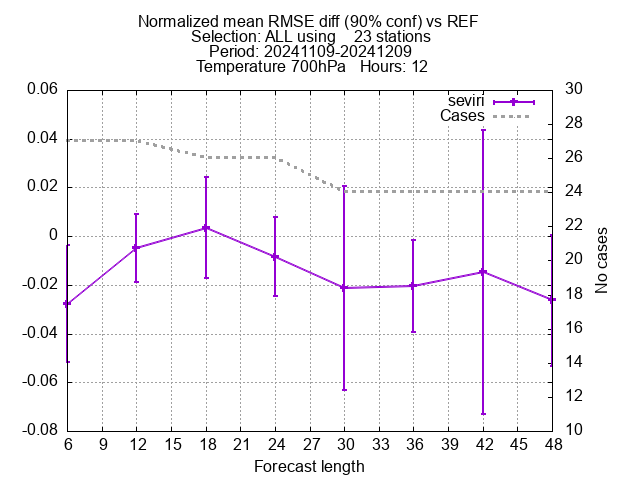 Normalized mean RMSE diff (90% conf) vs REF
Selection: ALL using    23 stations
Period: 20241109-20241209
Temperature 700hPa   Hours: 12
seviri
Cases
0.06
0.04
0.02
0
-0.02
-0.04
-0.06
-0.08
30
28
26
24
22
20
18
16
14
12
10
No cases
6 9 12 15 18 21 24 27 30 33 36 39 42 45 48
Forecast length